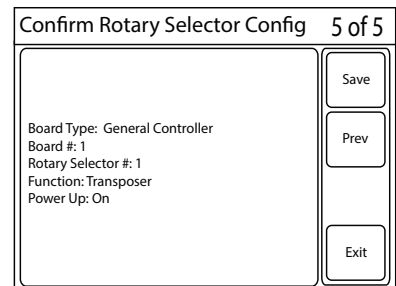 Confirm Rotary Selector Config 5 of 5
Save
Board Type: General Controller
Board #: 1
Rotary Selector #: 1
Function: Transposer
Power Up: On
Prev
Exit